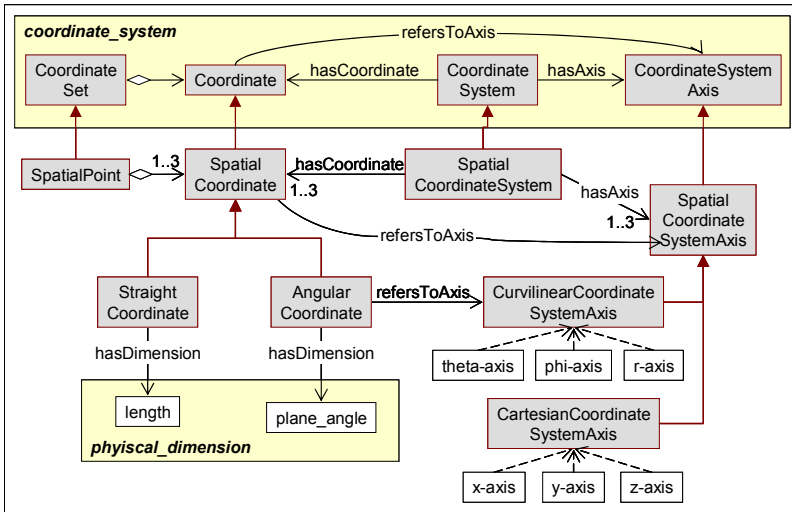 coordinate_system
refersToAxis
Coordinate
Set
Coordinate
hasCoordinate
Coordinate
System
hasAxis
CoordinateSystem
Axis
SpatialPoint
1..3
Spatial
Coordinate
hasCoordinate
1..3
Spatial
CoordinateSystem
hasAxis
1..3
Spatial
Coordinate
SystemAxis
refersToAxis
Straight
Coordinate
Angular
Coordinate
refersToAxis
CurvilinearCoordinate
SystemAxis
hasDimension
hasDimension
theta-axis
phi-axis
r-axis
length
plane_angle
phyiscal_dimension
CartesianCoordinate
SystemAxis
x-axis
y-axis
z-axis